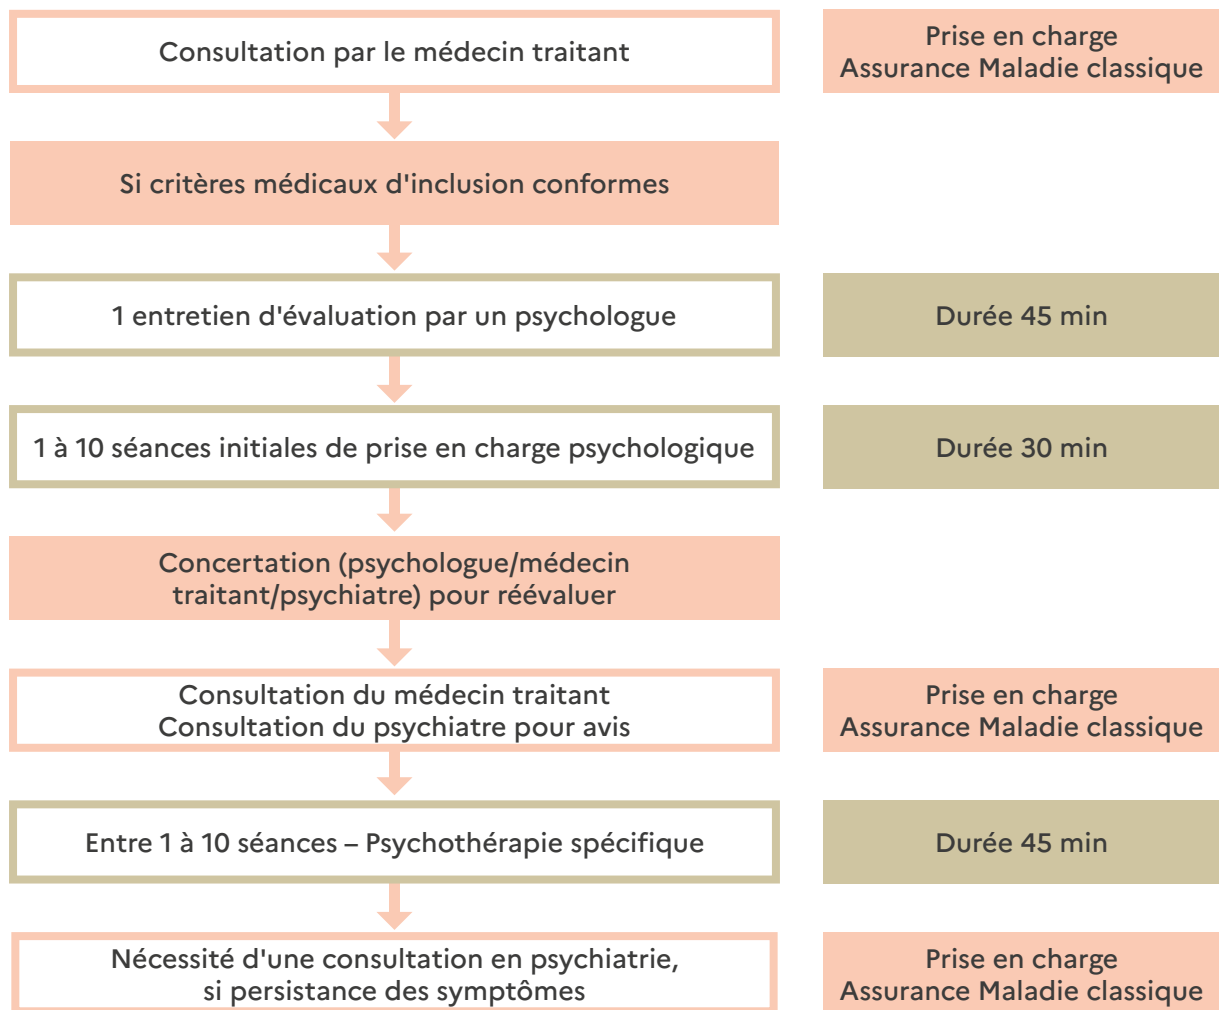 Consultation par le médecin traitant
Prise en charge
Assurance Maladie classique
Si critères médicaux d'inclusion conformes
1 entretien d'évaluation par un psychologue
Durée 45 min
1 à 10 séances initiales de prise en charge psychologique
Durée 30 min
Concertation (psychologue/médecin
traitant/psychiatre) pour réévaluer
Consultation du médecin traitant
Consultation du psychiatre pour avis
Prise en charge
Assurance Maladie classique
Entre 1 à 10 séances – Psychothérapie spécifique
Durée 45 min
Nécessité d'une consultation en psychiatrie,
si persistance des symptômes
Prise en charge
Assurance Maladie classique